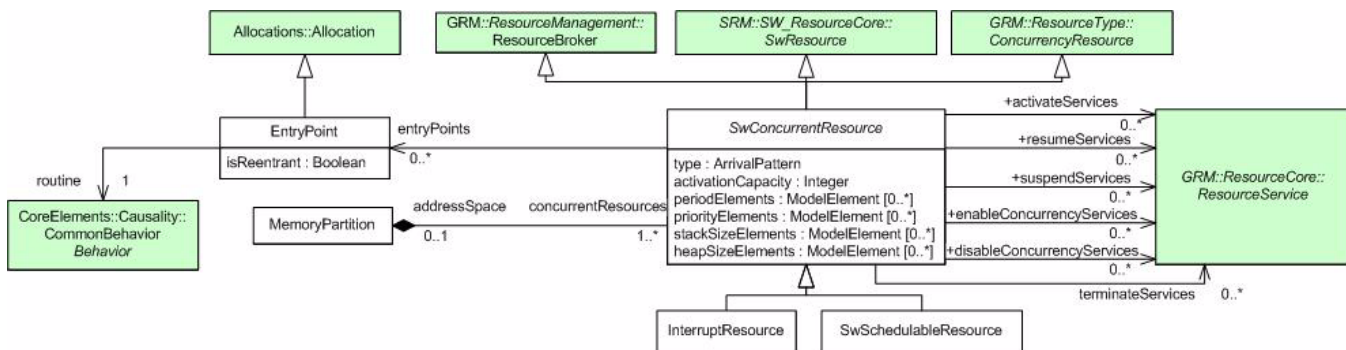 Allocations::Allocation
GRM::ResourceManagement::
ResourceBroker
SRM::SW_ResourceCore::
SwResource
GRM::ResourceType::
ConcurrencyResource
EntryPoint
isReentrant : Boolean
entryPoints
0..*
SwConcurrentResource
type : ArrivalPattern
activationCapacity : Integer
periodElements : ModelElement [0..*]
priorityElements : ModelElement [0..*]
stackSizeElements : ModelElement [0..*]
heapSizeElements : ModelElement [0..*]
+activateServices
0..*
+resumeServices
0..*
+suspendServices
0..*
+enableConcurrencyServices
0..*
+disableConcurrencyServices
0..*
terminateServices
0..*
GRM::ResourceCore::
ResourceService
routine
1
CoreElements::Causality::
CommonBehavior
Behavior
MemoryPartition
addressSpace
0..1
concurrentResources
1..*
InterruptResource
SwSchedulableResource